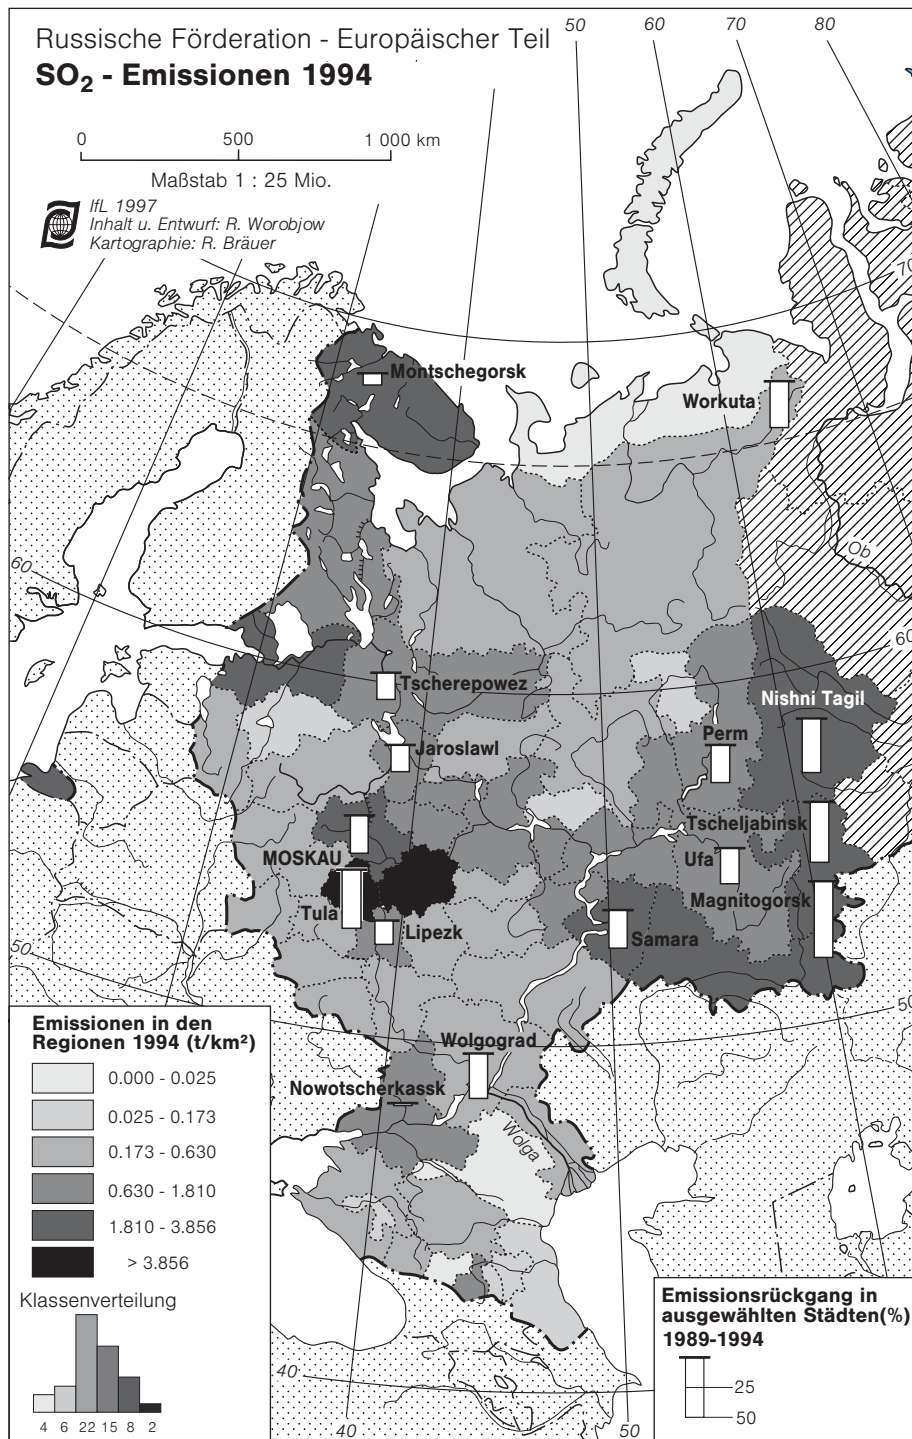 Russische Förderation - Europäischer Teil
SO₂ - Emissionen 1994
50
60
70
80
0
500
1 000 km
Maßstab 1 : 25 Mio.
IfL 1997
Inhalt u. Entwurf: R. Worobjow
Kartographie: R. Bräuer
70
Montschegorsk
Workuta
Ob
60
60
Tscherepowez
Nishni Tagil
Jaroslawl
Perm
Tscheljabinsk
MOSKAU
Ufa
Magnitogorsk
Tula
Lipezk
Samara
50
50
Wolgograd
Nowotscherkassk
Wolga
Emissionen in den
Regionen 1994 (t/km²)
0.000 - 0.025
0.025 - 0.173
0.173 - 0.630
0.630 - 1.810
1.810 - 3.856
> 3.856
Klassenverteilung
4 6 22 15 8 2
40
40
50
Emissionsrückgang in
ausgewählten Städten(%)
1989-1994
25
50